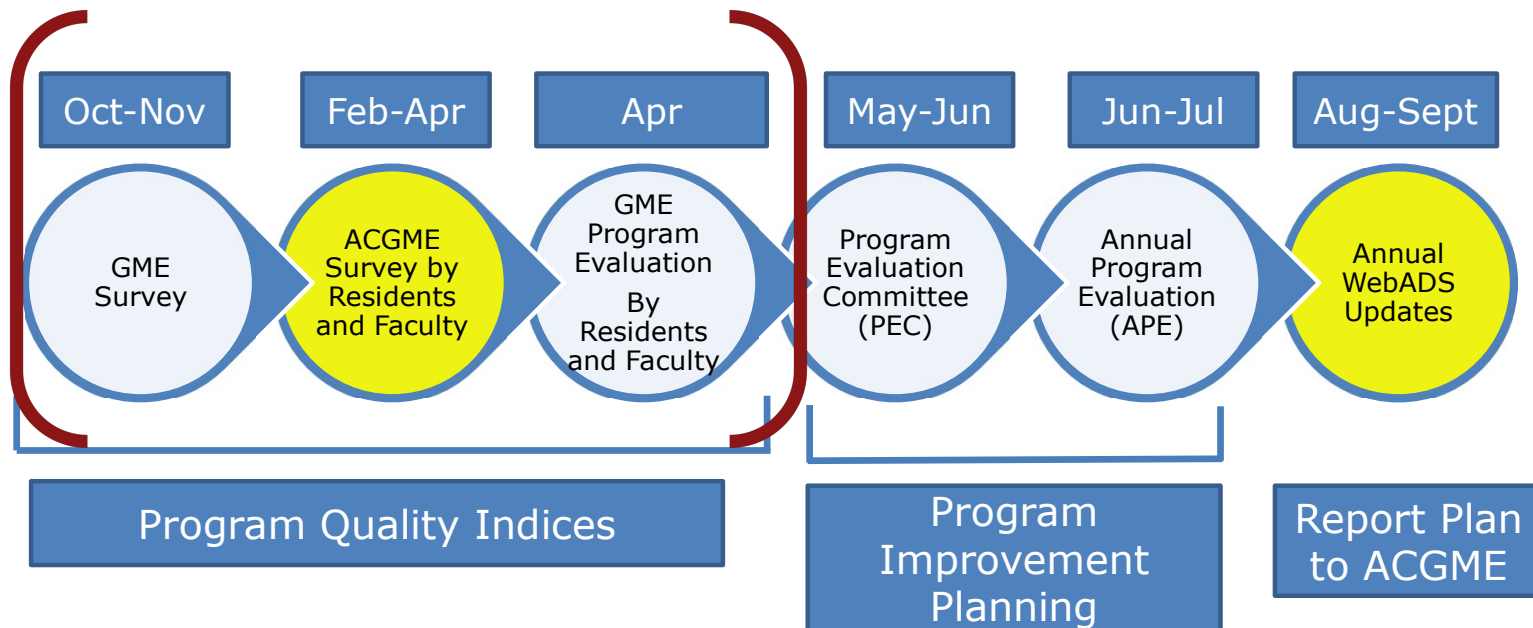 Oct-Nov
Feb-Apr
Apr
May-Jun
Jun-Jul
Aug-Sept
GME
Survey
ACGME
Survey by
Residents
and Faculty
GME
Program
Evaluation
By
Residents
and Faculty
Program
Evaluation
Committee
(PEC)
Annual
Program
Evaluation
(APE)
Annual
WebADS
Updates
Program Quality Indices
Program
Improvement
Planning
Report Plan
to ACGME